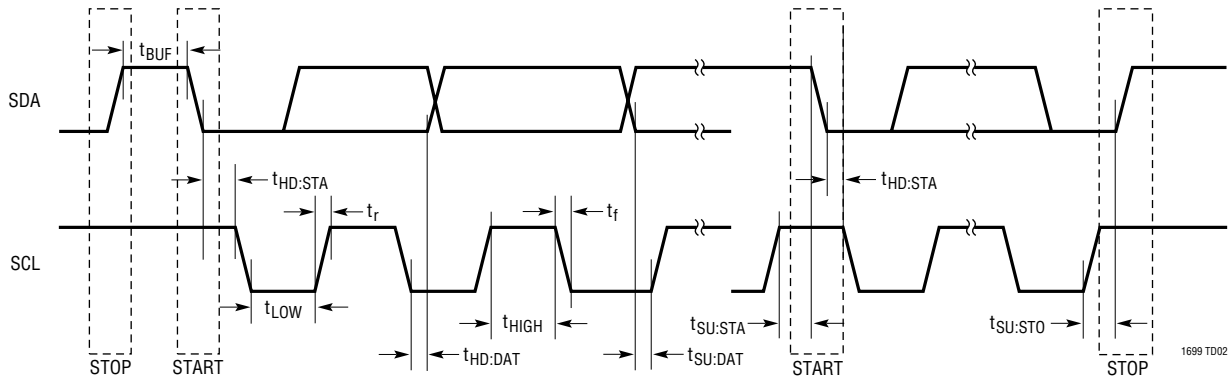 tBUF
SDA
tHD:STA
tHD:STA
tr
tf
SCL
tLOW
tHIGH
tSU:STA
tSU:STO
tHD:DAT
tSU:DAT
1699 TD02
STOP
START
START
STOP